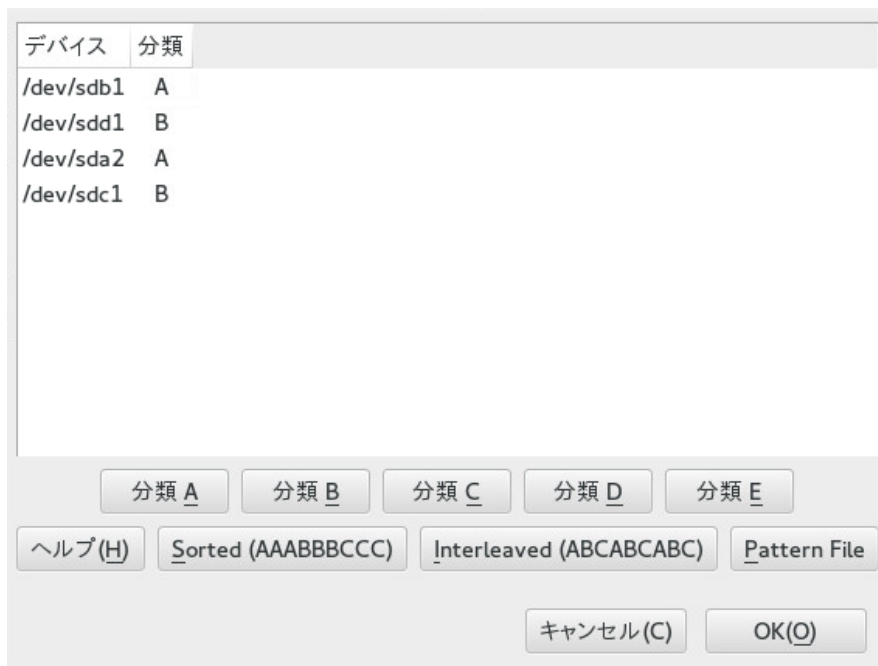 デバイス 分類
/dev/sdb1 A
/dev/sdd1 B
/dev/sda2 A
/dev/sdc1 B
分類 A 分類 B 分類 C 分類 D 分類 E
ヘルプ(H) Sorted (AAABBBCCC) Interleaved (ABCABCABC) Pattern File
キャンセル(C) OK(O)